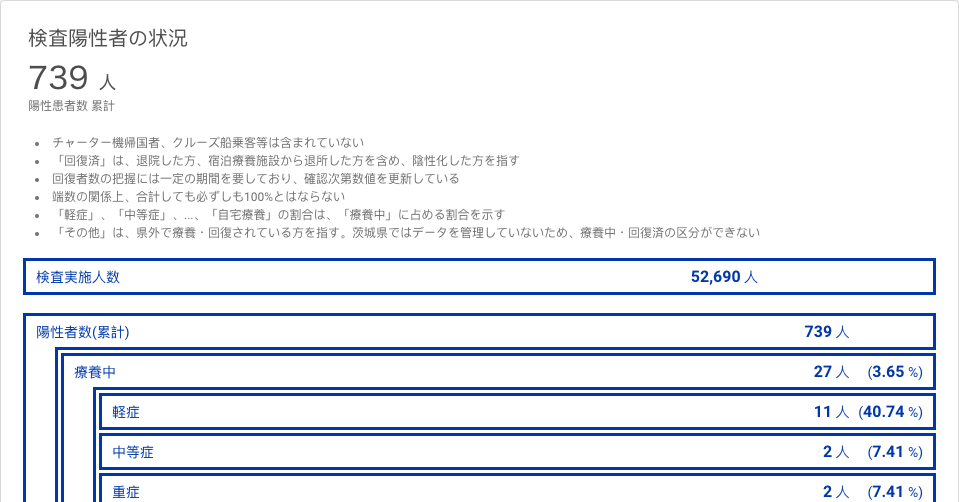 検査陽性者の状況
739 人
陽性患者数 累計
• チャーター機帰国者、クルーズ船乗客等は含まれていない
• 「回復済」は、退院した方、宿泊療養施設から退所した方を含め、陰性化した方を指す
• 回復者数の把握には一定の期間を要しており、確認次第数値を更新している
• 端数の関係上、合計しても必ずしも100%とはならない
• 「軽症」、「中等症」、...、「自宅療養」の割合は、「療養中」に占める割合を示す
• 「その他」は、県外で療養・回復されている方を指す。茨城県ではデータを管理していないため、療養中・回復済の区分ができない
検査実施人数 52,690 人
陽性者数(累計) 739 人
療養中 27 人 (3.65 %)
軽症 11 人 (40.74 %)
中等症 2 人 (7.41 %)
重症 2 人 (7.41 %)